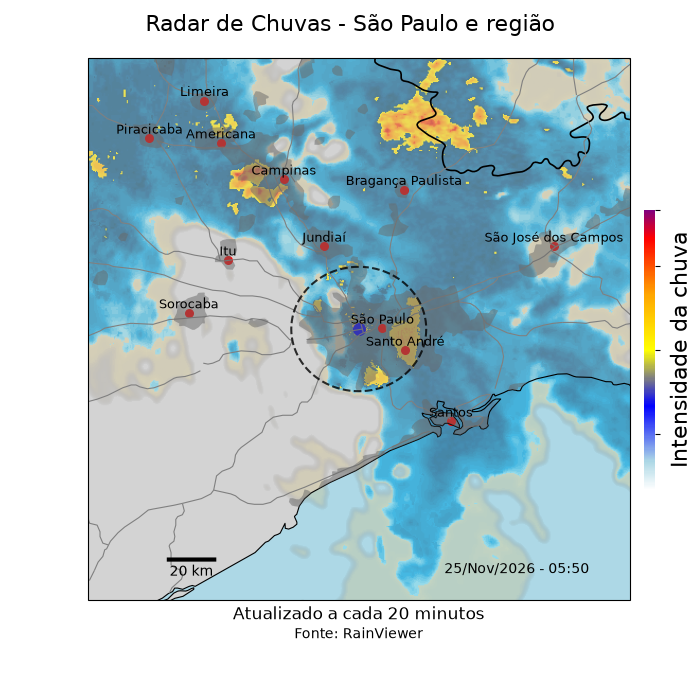 Radar de Chuvas - São Paulo e região
Limeira
Piracicaba
Americana
Campinas
Bragança Paulista
Jundiaí
São José dos Campos
Itu
Sorocaba
São Paulo
Santo André
Santos
Intensidade da chuva
20 km
25/Nov/2026 - 05:50
Atualizado a cada 20 minutos
Fonte: RainViewer